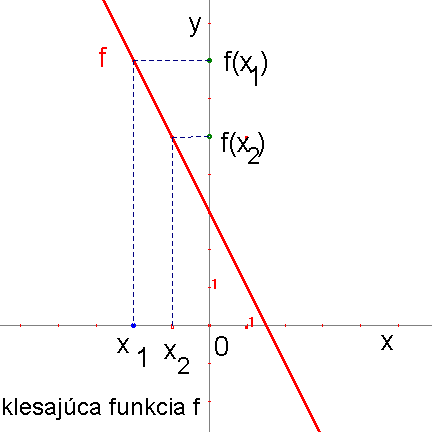 y
f
f(x₁)
f(x₂)
1
1
x₁
x₂
0
x
klesajúca funkcia f